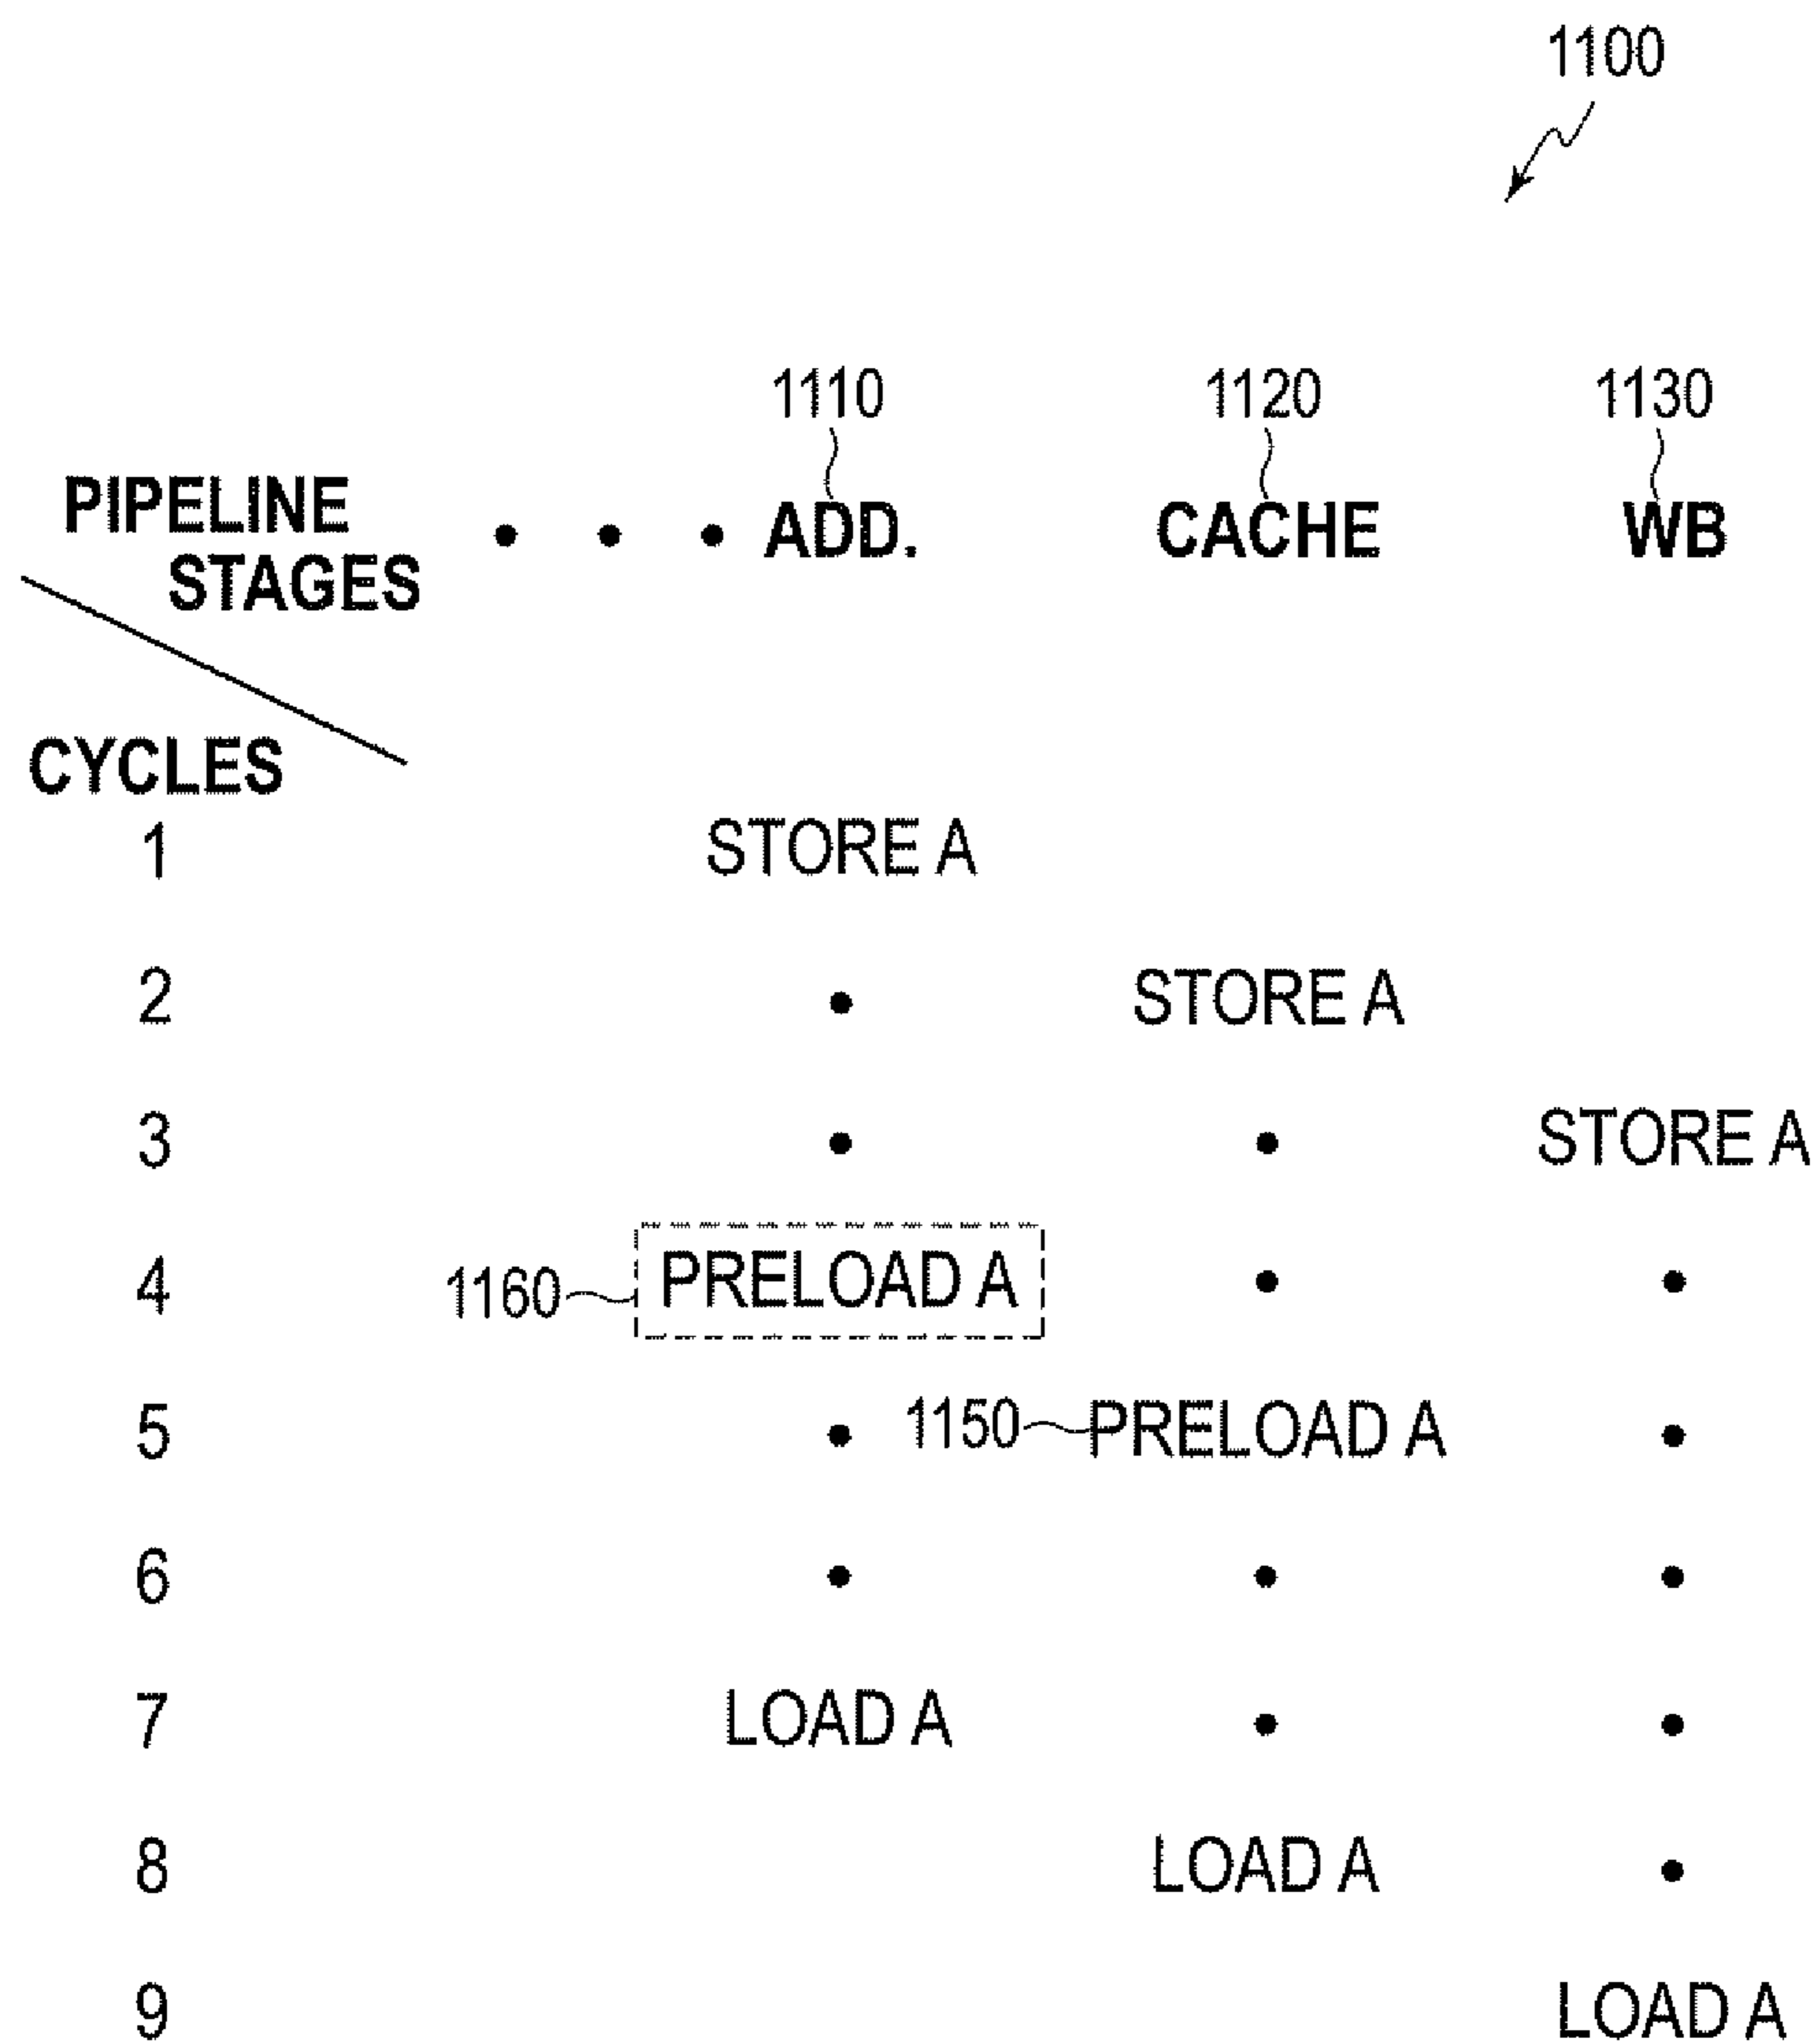 1100
1110 1120 1130
PIPELINE STAGES • • • ADD. CACHE WB
CYCLES
1 STORE A
2 • STORE A
3 • • STORE A
1160 4 PRELOAD A • •
5 • 1150 PRELOAD A •
6 • • •
7 LOAD A • •
8 LOAD A •
9 LOAD A